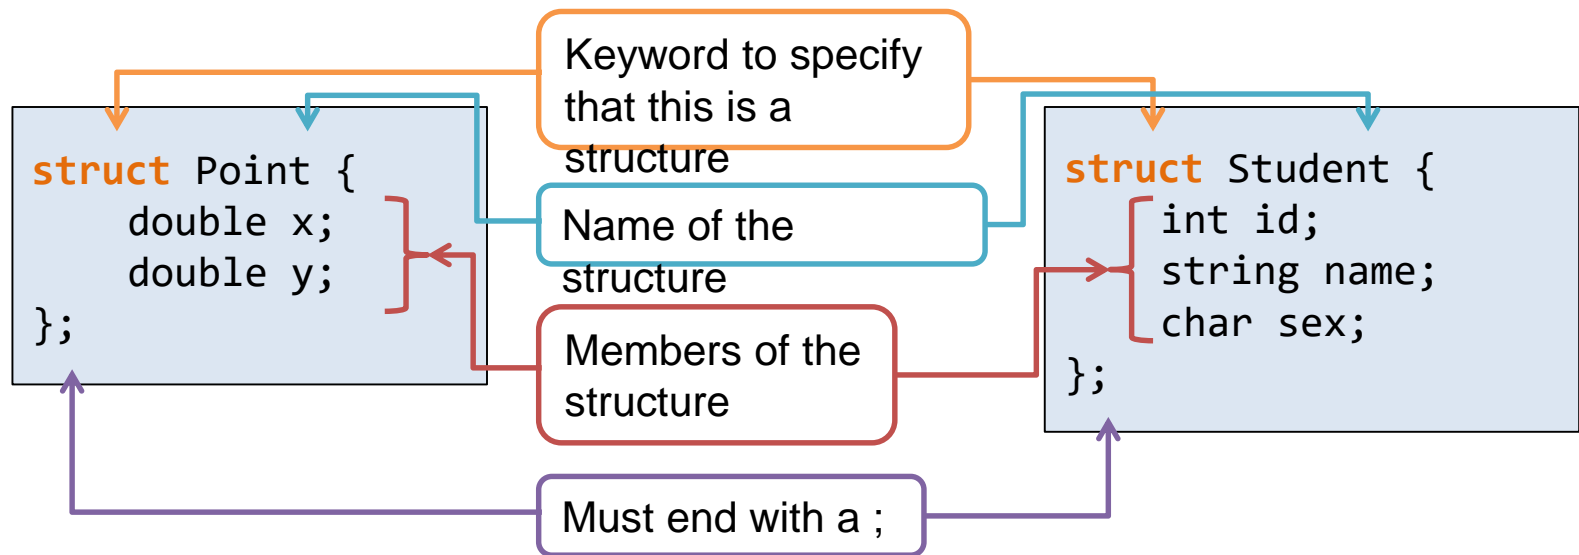 Keyword to specify
that this is a
structure
struct Point {
    double x;
    double y;
};
Name of the
structure
Members of the
structure
Must end with a ;
struct Student {
    int id;
    string name;
    char sex;
};